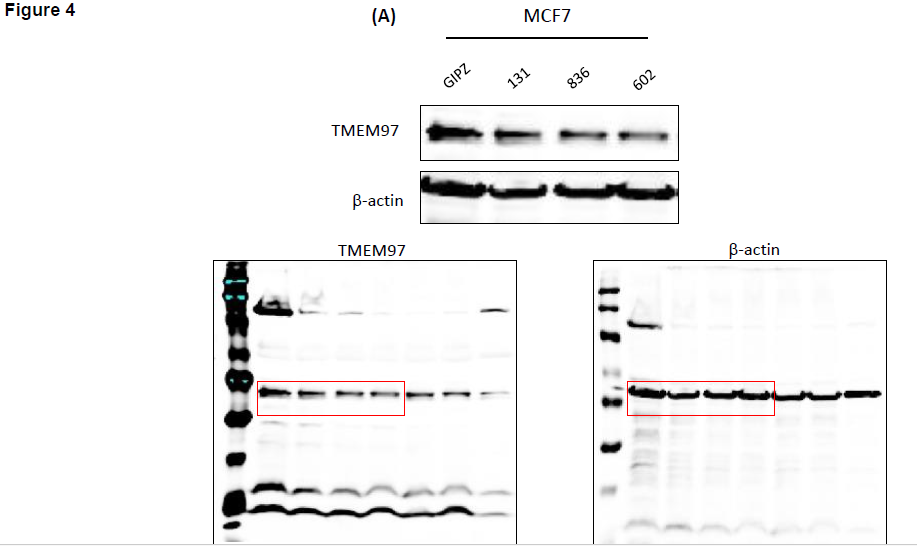 Figure 4
(A)
MCF7
GIPZ 131 836 602
TMEM97
β-actin
TMEM97
β-actin